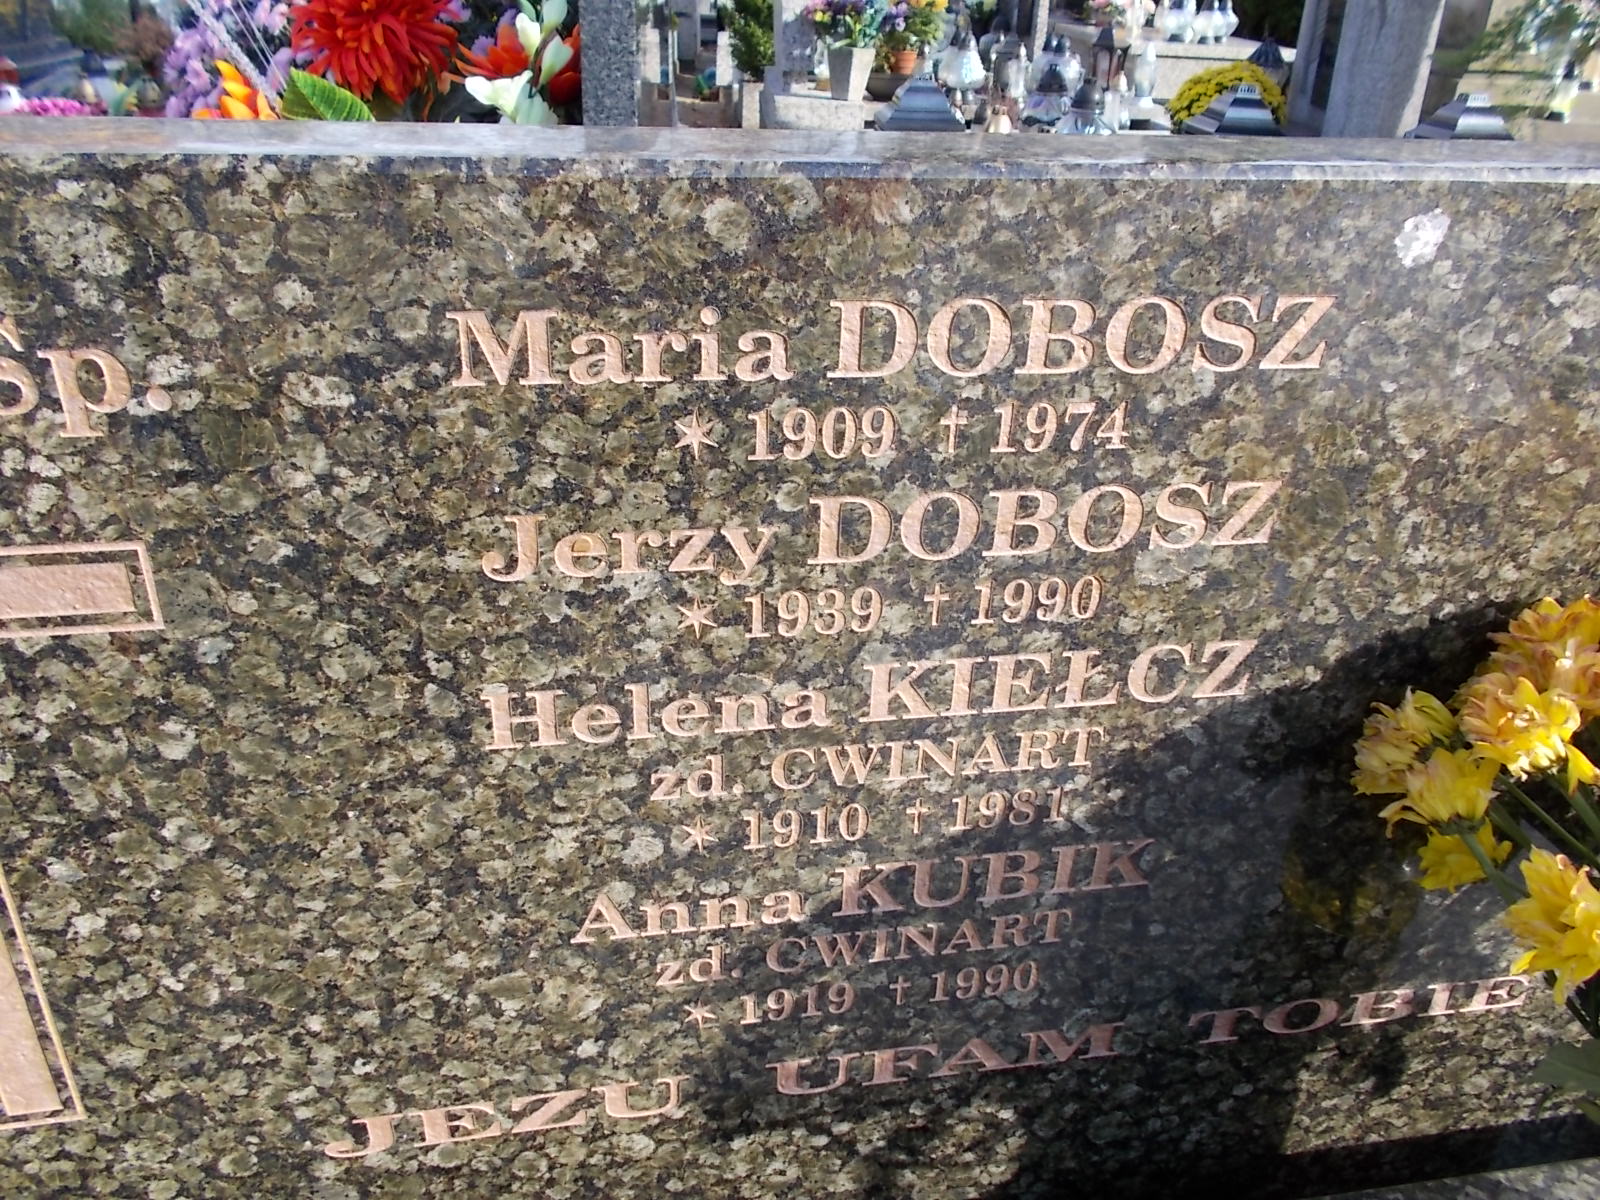 Śp.
Maria DOBOSZ
* 1909 † 1974
Jerzy DOBOSZ
* 1939 † 1990
Helena KIEŁCZ
zd. CWINART
* 1910 † 1981
Anna KUBIK
zd. CWINART
* 1919 † 1990
JEZU UFAM TOBIE